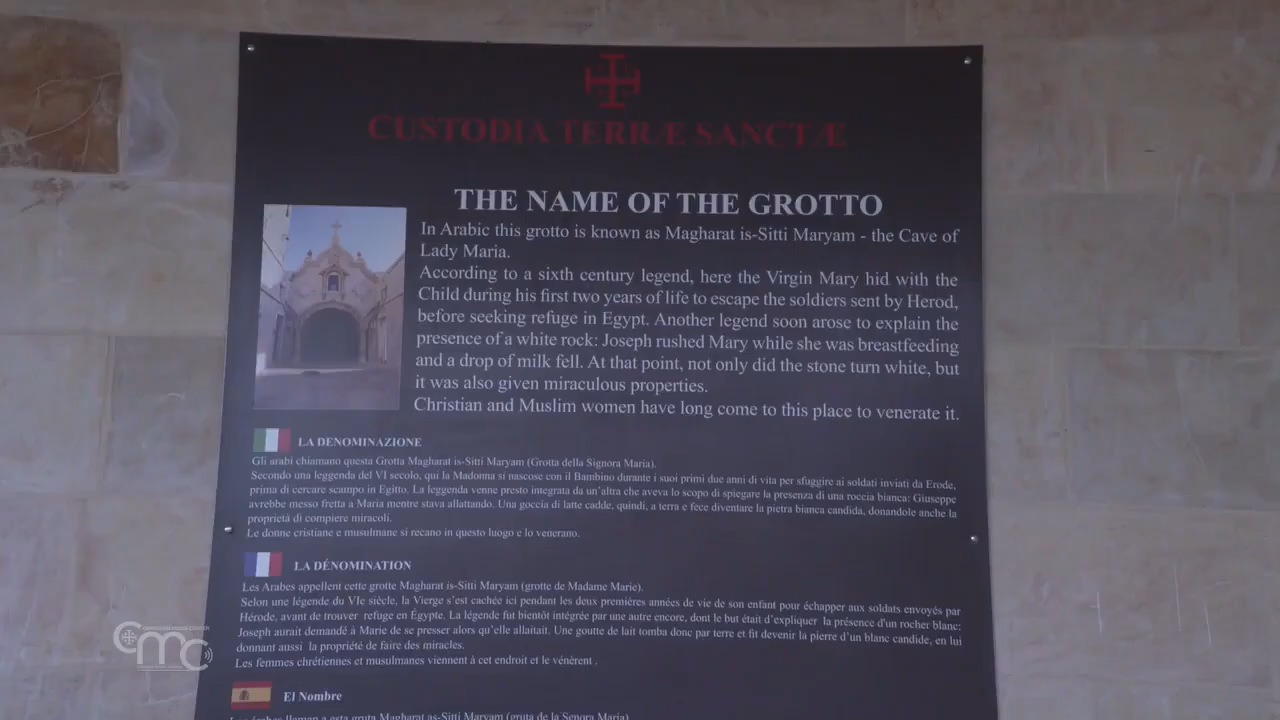 CUSTODIA TERRÆ SANCTÆ
THE NAME OF THE GROTTO
In Arabic this grotto is known as Magharat is-Sitti Maryam - the Cave of
Lady Maria.
According to a sixth century legend, here the Virgin Mary hid with the
Child during his first two years of life to escape the soldiers sent by Herod,
before seeking refuge in Egypt. Another legend soon arose to explain the
presence of a white rock: Joseph rushed Mary while she was breastfeeding
and a drop of milk fell. At that point, not only did the stone turn white, but
it was also given miraculous properties.
Christian and Muslim women have long come to this place to venerate it.
LA DENOMINAZIONE
Gli arabi chiamano questa Grotta Magharat is-Sitti Maryam (Grotta della Signora Maria).
Secondo una leggenda del VI secolo, qui la Madonna si nascose con il Bambino durante i suoi primi due anni di vita per sfuggire ai soldati inviati da Erode,
prima di cercare scampo in Egitto. La leggenda venne presto integrata da un'altra che aveva lo scopo di spiegare la presenza di una roccia bianca: Giuseppe
avrebbe messo fretta a Maria mentre stava allattando. Una goccia di latte cadde, quindi, a terra e fece diventare la pietra bianca candida, donandole anche la
proprietà di compiere miracoli.
Le donne cristiane e musulmane si recano in questo luogo e lo venerano.
LA DÉNOMINATION
Les Arabes appellent cette grotte Magharat is-Sitti Maryam (grotte de Madame Marie).
Selon une légende du VIe siècle, la Vierge s'est cachée ici pendant les deux premières années de vie de son enfant pour échapper aux soldats envoyés par
Hérode, avant de trouver refuge en Égypte. La légende fut bientôt intégrée par une autre encore, dont le but était d'expliquer la présence d'un rocher blanc:
Joseph aurait demandé à Marie de se presser alors qu'elle allaitait. Une goutte de lait tomba donc par terre et fit devenir la pierre d'un blanc candide, en lui
donnant aussi la propriété de faire des miracles.
Les femmes chrétiennes et musulmanes viennent à cet endroit et le vénèrent .
CMC
El Nombre
Los árabes llaman a esta gruta Magharat as-Sitti Maryam (gruta de la Senora Maria)